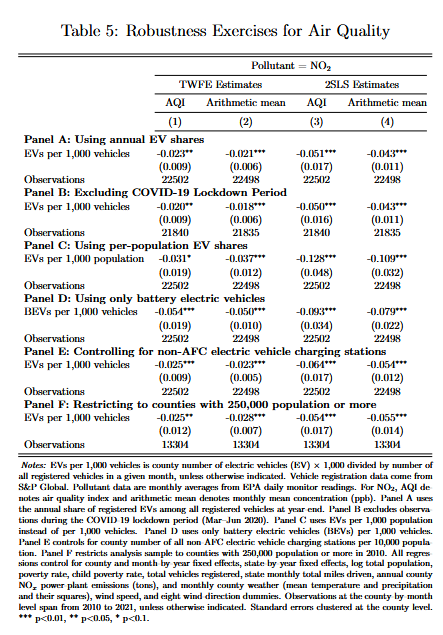 Table 5: Robustness Exercises for Air Quality
Pollutant = NO₂
TWFE Estimates 2SLS Estimates
AQI Arithmetic mean AQI Arithmetic mean
(1) (2) (3) (4)
Panel A: Using annual EV shares
EVs per 1,000 vehicles -0.023** -0.021*** -0.051*** -0.043***
(0.009) (0.006) (0.017) (0.011)
Observations 22502 22498 22502 22498
Panel B: Excluding COVID-19 Lockdown Period
EVs per 1,000 vehicles -0.020** -0.018*** -0.050*** -0.043***
(0.009) (0.006) (0.016) (0.011)
Observations 21840 21835 21840 21835
Panel C: Using per-population EV shares
EVs per 1,000 population -0.031* -0.037*** -0.128*** -0.109***
(0.019) (0.012) (0.048) (0.032)
Observations 22502 22498 22502 22498
Panel D: Using only battery electric vehicles
BEVs per 1,000 vehicles -0.054*** -0.050*** -0.093*** -0.079***
(0.019) (0.010) (0.034) (0.022)
Observations 22502 22498 22502 22498
Panel E: Controlling for non-AFC electric vehicle charging stations
EVs per 1,000 vehicles -0.025*** -0.023*** -0.064*** -0.054***
(0.009) (0.005) (0.017) (0.012)
Observations 22502 22498 22502 22498
Panel F: Restricting to counties with 250,000 population or more
EVs per 1,000 vehicles -0.025** -0.028*** -0.054*** -0.055***
(0.012) (0.007) (0.017) (0.014)
Observations 13304 13304 13304 13304
Notes: EVs per 1,000 vehicles is county number of electric vehicles (EV) × 1,000 divided by number of
all registered vehicles in a given month, unless otherwise indicated. Vehicle registration data come from
S&P Global. Pollutant data are monthly averages from EPA daily monitor readings. For NO₂, AQI de-
notes air quality index and arithmetic mean denotes monthly mean concentration (ppb). Panel A uses
the annual share of registered EVs among all registered vehicles at year end. Panel B excludes observa-
tions during the COVID 19 lockdown period (Mar-Jun 2020). Panel C uses EVs per 1,000 population
instead of per 1,000 vehicles. Panel D uses only battery electric vehicles (BEVs) per 1,000 vehicles.
Panel E controls for county number of all non AFC electric vehicle charging stations per 10,000 popula-
tion. Panel F restricts analysis sample to counties with 250,000 population or more in 2010. All regres-
sions control for county and month by year fixed effects, state by year fixed effects, log total population,
poverty rate, child poverty rate, total vehicles registered, state monthly total miles driven, annual county
NOₓ power plant emissions (tons), and monthly county weather (mean temperature and precipitation
and their squares), wind speed, and eight wind direction dummies. Observations at the county by month
level span from 2010 to 2021, unless otherwise indicated. Standard errors clustered at the county level.
*** p<0.01, ** p<0.05, * p<0.1.